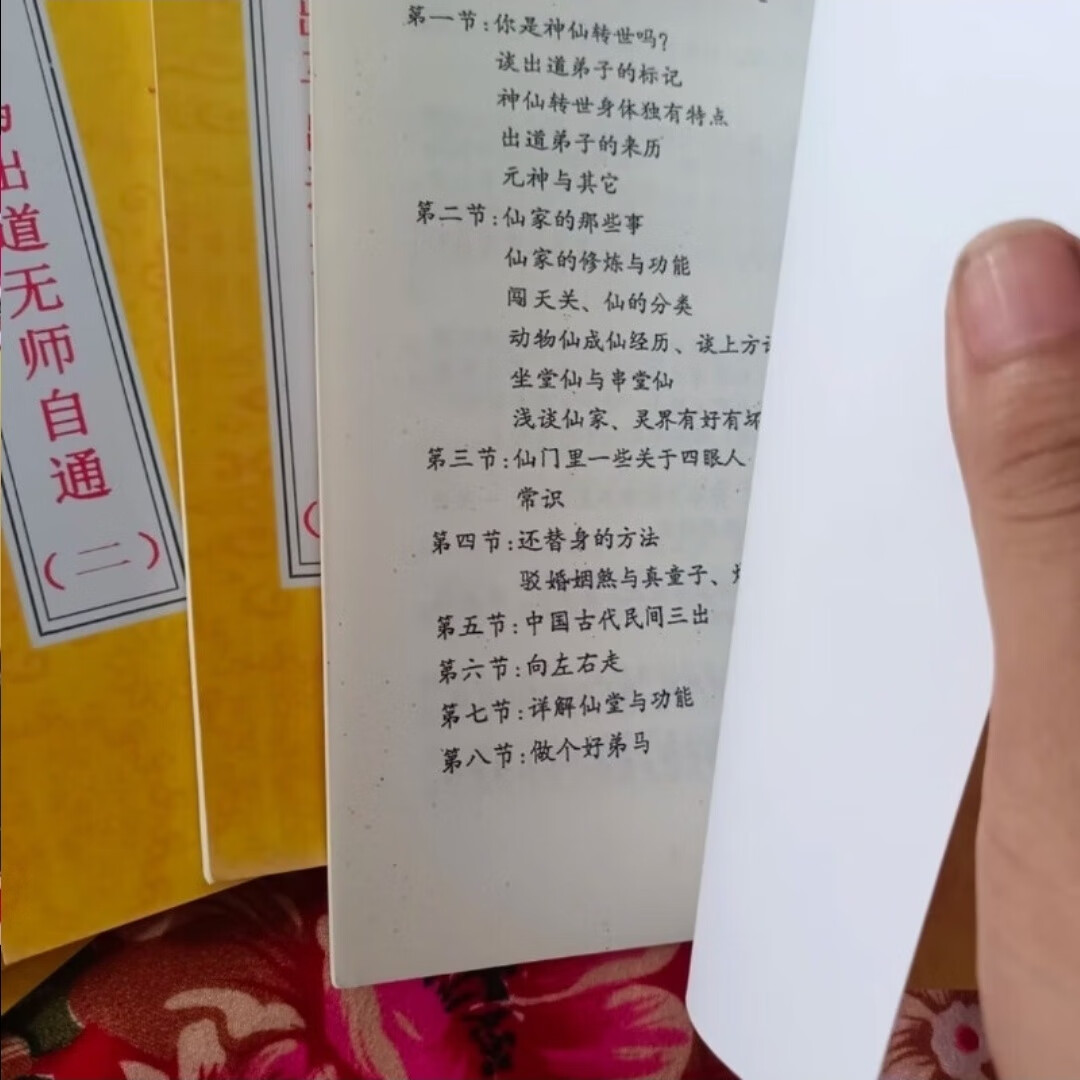 出道无师自通
（二）
第一节:你是神仙转世吗?
谈出道弟子的标记
神仙转世身体独有特点
出道弟子的来历
元神与其它
第二节:仙家的那些事
仙家的修炼与功能
闯天关、仙的分类
动物仙成仙经历、谈上方
坐堂仙与串堂仙
浅谈仙家、灵界有好有坏
第三节:仙门里一些关于四眼人
常识
第四节:还替身的方法
驳婚姻煞与真童子、
第五节:中国古代民间三出
第六节:向左右走
第七节:详解仙堂与功能
第八节:做个好弟马